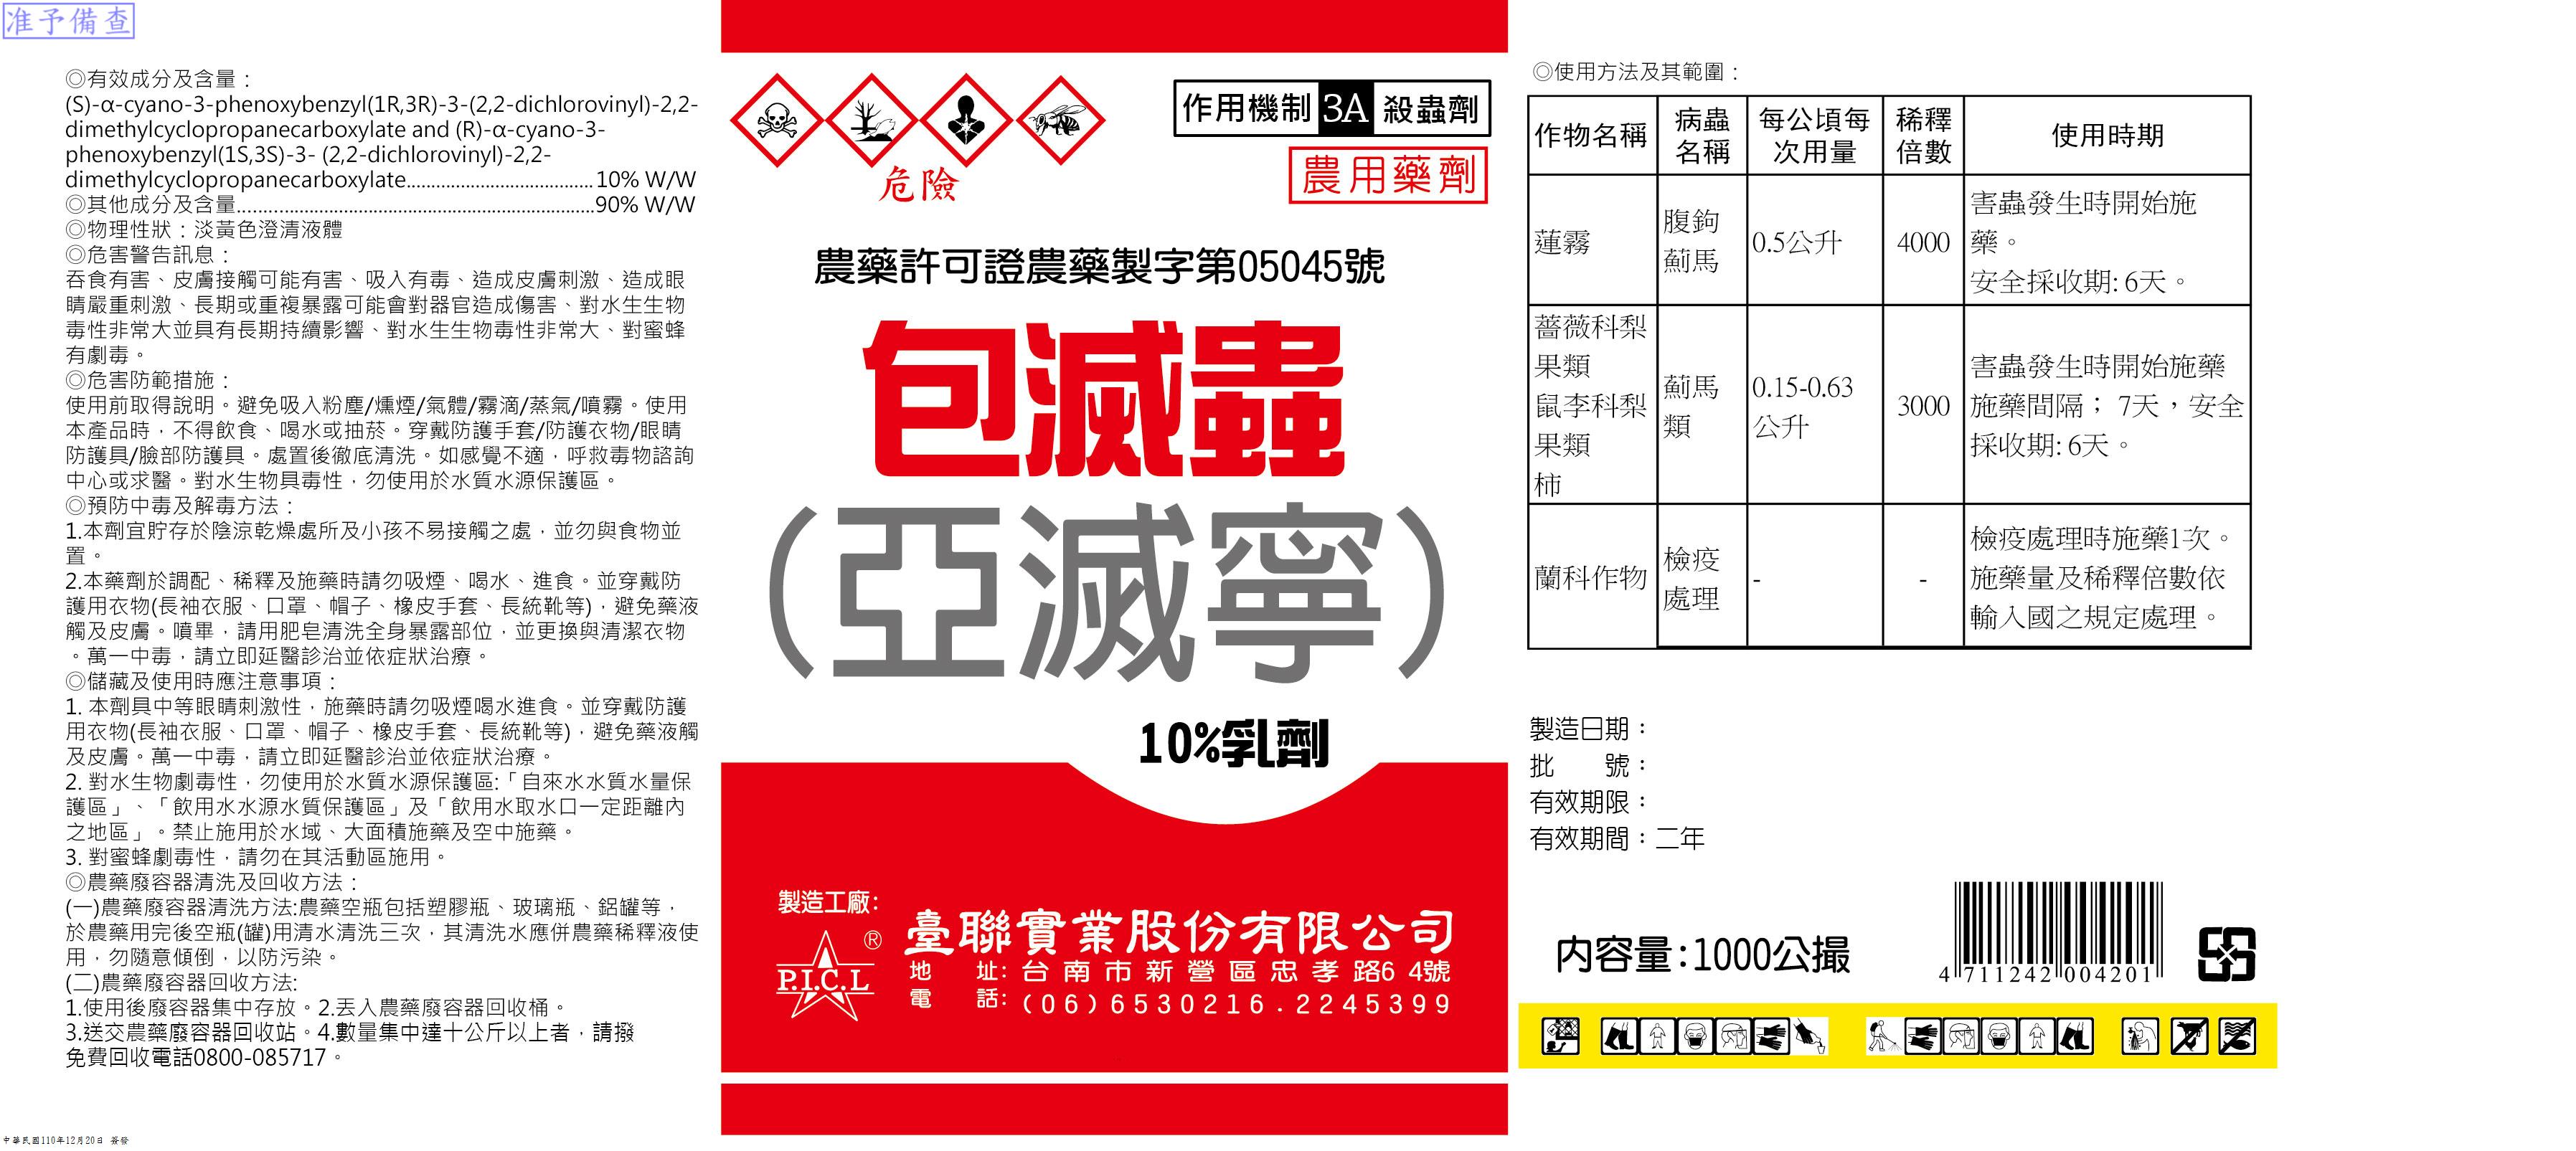 准予備查
◎有效成分及含量：
(S)-α-cyano-3-phenoxybenzyl(1R,3R)-3-(2,2-dichlorovinyl)-2,2-
dimethylcyclopropanecarboxylate and (R)-α-cyano-3-
phenoxybenzyl(1S,3S)-3- (2,2-dichlorovinyl)-2,2-
dimethylcyclopropanecarboxylate....................................10% W/W
◎其他成分及含量....................................................................90% W/W
◎物理性狀：淡黃色澄清液體
◎危害警告訊息：
吞食有害、皮膚接觸可能有害、吸入有毒、造成皮膚刺激、造成眼
睛嚴重刺激、長期或重複暴露可能會對器官造成傷害、對水生生物
毒性非常大並具有長期持續影響、對水生生物毒性非常大、對蜜蜂
有劇毒。
◎危害防範措施：
使用前取得說明。避免吸入粉塵/燻煙/氣體/霧滴/蒸氣/噴霧。使用
本產品時，不得飲食、喝水或抽菸。穿戴防護手套/防護衣物/眼睛
防護具/臉部防護具。處置後徹底清洗。如感覺不適，呼救毒物諮詢
中心或求醫。對水生物具毒性，勿使用於水質水源保護區。
◎預防中毒及解毒方法：
1.本劑宜貯存於陰涼乾燥處所及小孩不易接觸之處，並勿與食物並
置。
2.本藥劑於調配、稀釋及施藥時請勿吸煙、喝水、進食。並穿戴防
護用衣物(長袖衣服、口罩、帽子、橡皮手套、長統靴等)，避免藥液
觸及皮膚。噴畢，請用肥皂清洗全身暴露部位，並更換與清潔衣物
。萬一中毒，請立即延醫診治並依症狀治療。
◎儲藏及使用時應注意事項：
1. 本劑具中等眼睛刺激性，施藥時請勿吸煙喝水進食。並穿戴防護
用衣物(長袖衣服、口罩、帽子、橡皮手套、長統靴等)，避免藥液觸
及皮膚。萬一中毒，請立即延醫診治並依症狀治療。
2. 對水生物劇毒性，勿使用於水質水源保護區:「自來水水質水量保
護區」、「飲用水水源水質保護區」及「飲用水取水口一定距離內
之地區」。禁止施用於水域、大面積施藥及空中施藥。
3. 對蜜蜂劇毒性，請勿在其活動區施用。
◎農藥廢容器清洗及回收方法：
(一)農藥廢容器清洗方法:農藥空瓶包括塑膠瓶、玻璃瓶、鋁罐等，
於農藥用完後空瓶(罐)用清水清洗三次，其清洗水應併農藥稀釋液使
用，勿隨意傾倒，以防污染。
(二)農藥廢容器回收方法:
1.使用後廢容器集中存放。2.丟入農藥廢容器回收桶。
3.送交農藥廢容器回收站。4.數量集中達十公斤以上者，請撥
免費回收電話0800-085717。
中華民國110年12月20日 簽發
危險
作用機制 3A 殺蟲劑
農用藥劑
農藥許可證農藥製字第05045號
包滅蟲
(亞滅寧)
10%乳劑
製造工廠:
P.I.C.L ®
臺聯實業股份有限公司
地　　址:台南市新營區忠孝路64號
電　　話:(06)6530216.2245399
◎使用方法及其範圍：
作物名稱 病蟲名稱 每公頃每次用量 稀釋倍數 使用時期
蓮霧 腹鉤薊馬 0.5公升 4000 害蟲發生時開始施藥。安全採收期: 6天。
薔薇科梨果類 鼠李科梨果類 柿 薊馬類 0.15-0.63公升 3000 害蟲發生時開始施藥 施藥間隔； 7天，安全採收期: 6天。
蘭科作物 檢疫處理 - - 檢疫處理時施藥1次。施藥量及稀釋倍數依輸入國之規定處理。
製造日期：
批　　號：
有效期限：
有效期間：二年
內容量:1000公撮
4 711242 004201